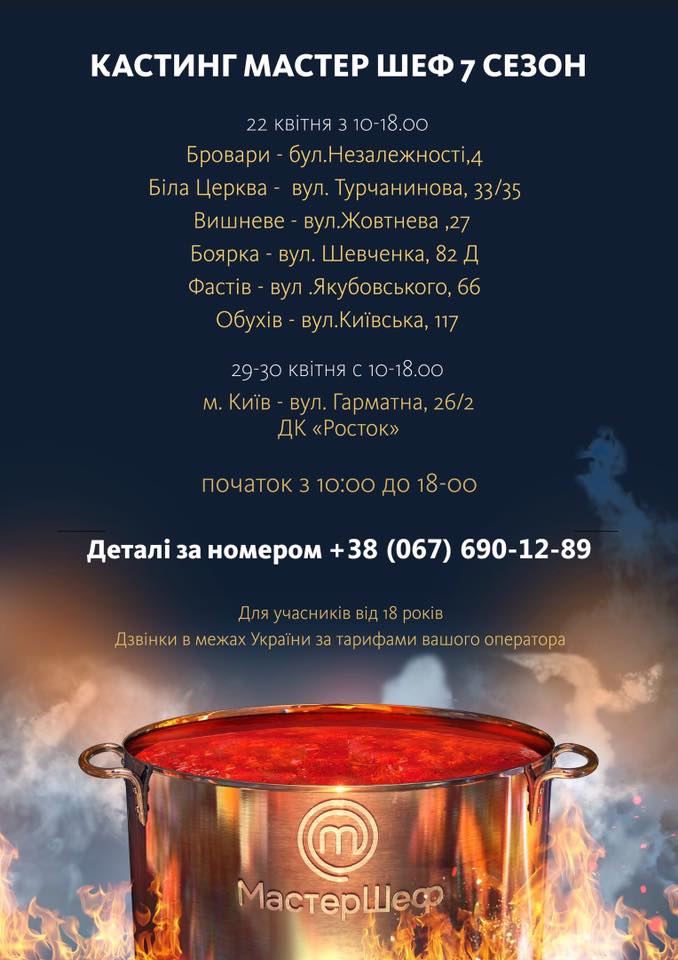 КАСТИНГ МАСТЕР ШЕФ 7 СЕЗОН
22 квітня з 10-18.00
Бровари - бул.Незалежності,4
Біла Церква - вул. Турчанинова, 33/35
Вишневе - вул.Жовтнева ,27
Боярка - вул. Шевченка, 82 Д
Фастів - вул .Якубовського, 66
Обухів - вул.Київська, 117
29-30 квітня с 10-18.00
м. Київ - вул. Гарматна, 26/2
ДК «Росток»
початок з 10:00 до 18-00
Деталі за номером +38 (067) 690-12-89
Для учасників від 18 років
Дзвінки в межах України за тарифами вашого оператора
m
МастерШеф